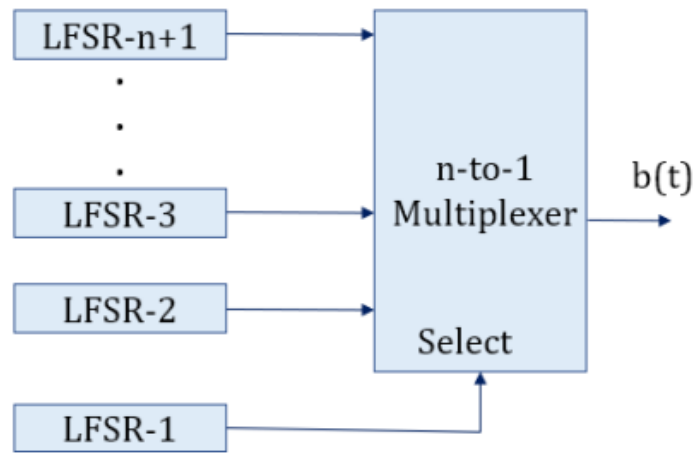 LFSR-n+1
LFSR-3
LFSR-2
LFSR-1
n-to-1
Multiplexer
Select
b(t)